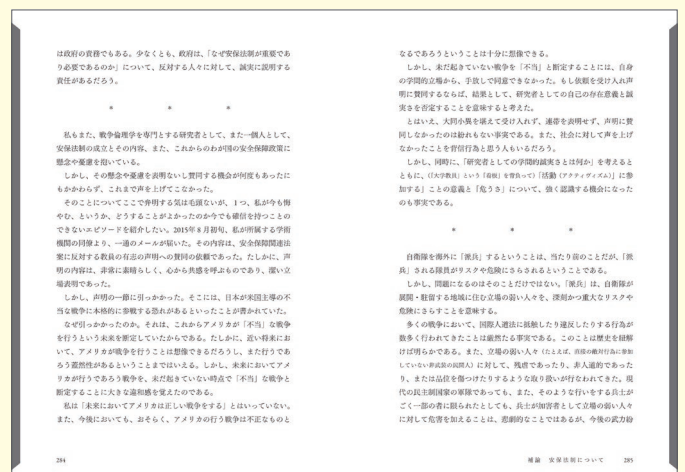 は政府の責務でもある。少なくとも、政府は、「なぜ安保法制が重要であ
り必要であるのか」について、反対する人々に対して、誠実に説明する
責任があるだろう。
* * *
私もまた、戦争倫理学を専門とする研究者として、また一個人として、
安保法制の成立とその内容、また、これからのわが国の安全保障政策に
懸念や憂慮を抱いている。
しかし、その懸念や憂慮を表明ないし賛同する機会が何度もあったに
もかかわらず、これまで声を上げてこなかった。
そのことについてここで弁明する気は毛頭ないが、1つ、私が今も悔
やむ、というか、どうすることがよかったのか今でも確信を持つことの
できないエピソードを紹介したい。2015年8月初旬、私が所属する学術
機関の同僚より、一通のメールが届いた。その内容は、安全保障関連法
案に反対する教員の有志の声明への賛同の依頼であった。たしかに、声
明の内容は、非常に素晴らしく、心から共感を呼ぶものであり、潔い立
場表明であった。
しかし、声明の一節に引っかかった。そこには、日本が米国主導の不
当な戦争に本格的に参戦する恐れがあるといったことが書かれていた。
なぜ引っかかったのか。それは、これからアメリカが「不当」な戦争
を行うという未来を断定していたからである。たしかに、近い将来にお
いて、アメリカが戦争を行うことは想像できるだろうし、また行うであ
ろう蓋然性があるということまではいえる。しかし、未来においてアメ
リカが行うであろう戦争を、未だ起きていない時点で「不当」な戦争と
断定することに大きな違和感を覚えたのである。
私は「未来においてアメリカは正しい戦争をする」とはいっていない。
また、今後においても、おそらく、アメリカの行う戦争は不正なものと
284
なるであろうということは十分に想像できる。
しかし、未だ起きていない戦争を「不当」と断定することには、自身
の学問的立場から、手放しで同意できなかった。もし依頼を受け入れ声
明に賛同するならば、結果として、研究者としての自己の存在意義と誠
実さを否定することを意味すると考えた。
とはいえ、大同小異を堪えて受け入れず、連帯を表明せず、声明に賛
同しなかったのは紛れもない事実である。また、社会に対して声を上げ
なかったことを背信行為と思う人もいるだろう。
しかし、同時に、「研究者としての学問的誠実さとは何か」を考えると
ともに、(「大学教員」という「看板」を背負って)「活動(アクティヴィズム)」に参
加する」ことの意義と「危うさ」について、強く認識する機会になった
のも事実である。
* * *
自衛隊を海外に「派兵」するということは、当たり前のことだが、「派
兵」される隊員がリスクや危険にさらされるということである。
しかし、問題になるのはそのことだけではない。「派兵」は、自衛隊が
展開・駐留する地域に住む立場の弱い人々を、深刻かつ重大なリスクや
危険にさらすことを意味する。
多くの戦争において、国際人道法に抵触したり違反したりする行為が
数多く行われてきたことは厳然たる事実である。このことは歴史を紐解
けば明らかである。また、立場の弱い人々(たとえば、直接の敵対行為に参加
していない非武装の民間人)に対して、残虐であったり、非人道的であった
り、または品位を傷つけたりするような取り扱いが行なわれてきた。現
代の民主制国家の軍隊であっても、また、そのような行いをする兵士が
ごく一部の者に限られたとしても、兵士が加害者として立場の弱い人々
に対して危害を加えることは、悲劇的なことではあるが、今後の武力紛
補論 安保法制について 285